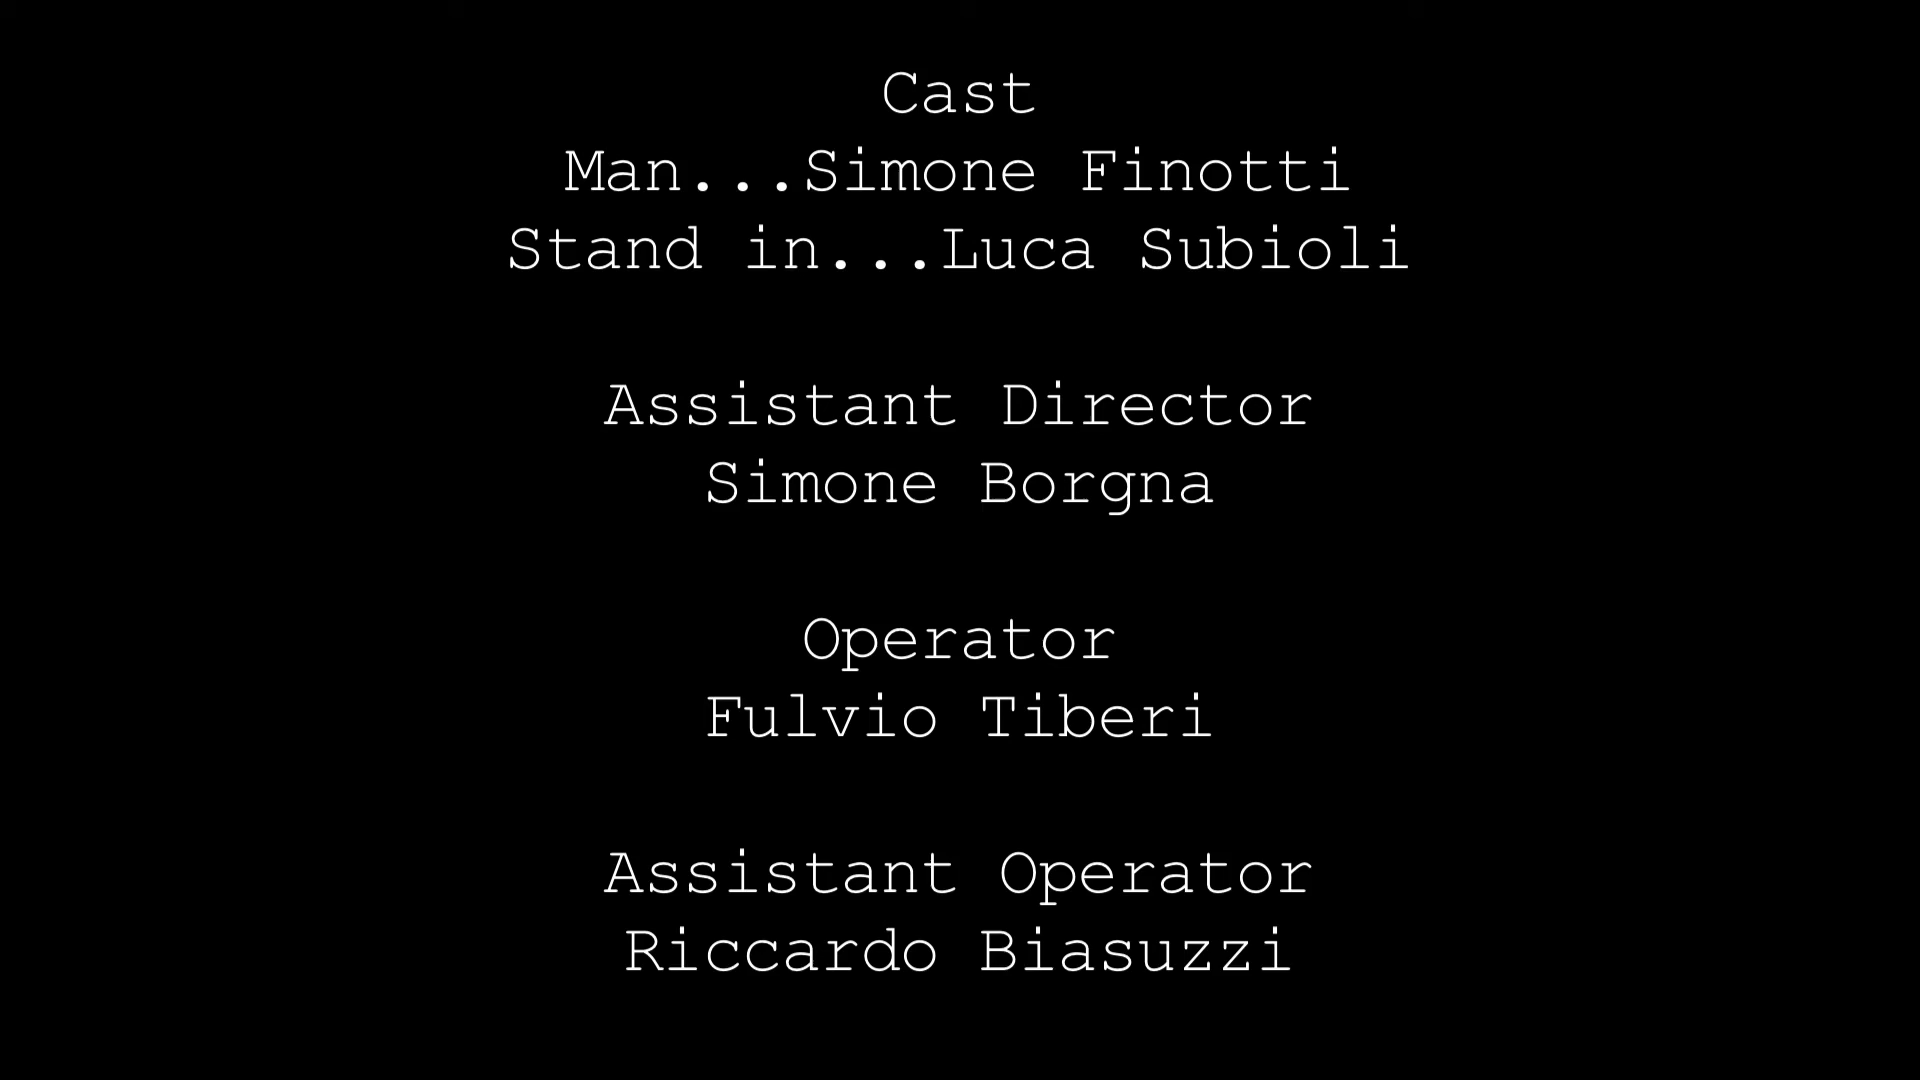 Cast
Man...Simone Finotti
Stand in...Luca Subioli
Assistant Director
Simone Borgna
Operator
Fulvio Tiberi
Assistant Operator
Riccardo Biasuzzi